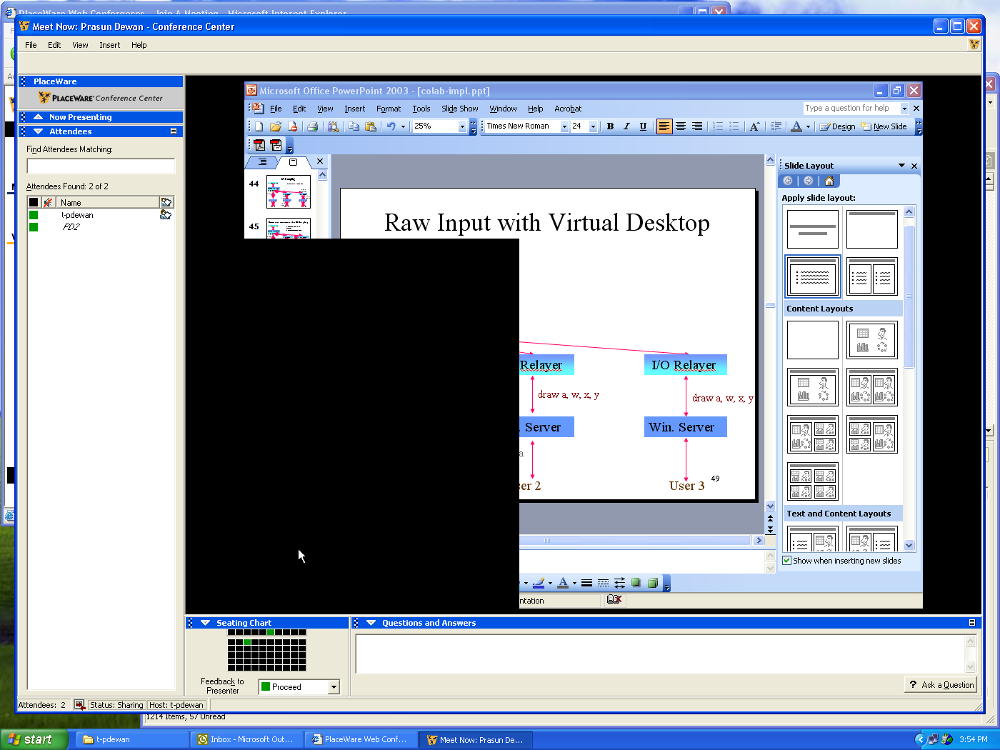 PlaceWare Web Conferences - Join A Meeting - Microsoft Internet Explorer
Meet Now: Prasun Dewan - Conference Center
File Edit View Insert Help
PlaceWare
PLACEWARE Conference Center
Now Presenting
Attendees
Find Attendees Matching:
Attendees Found: 2 of 2
Name
t-pdewan
PD2
Microsoft Office PowerPoint 2003 - [colab-impl.ppt]
File Edit View Insert Format Tools Slide Show Window Help Acrobat
Type a question for help
25%
Times New Roman
24
B I U
A
A
Design
New Slide
44
45
Raw Input with Virtual Desktop
Relayer
I/O Relayer
draw a, w, x, y
draw a, w, x, y
. Server
Win. Server
a
er 2
User 3
49
Slide Layout
Apply slide layout:
Content Layouts
Text and Content Layouts
Show when inserting new slides
A
ntation
Seating Chart
Feedback to
Presenter
Proceed
Questions and Answers
? Ask a Question
Attendees: 2
Status: Sharing
Host: t-pdewan
1214 Items, 57 Unread
start
t-pdewan
Inbox - Microsoft Out...
PlaceWare Web Conf...
Meet Now: Prasun De...
3:54 PM